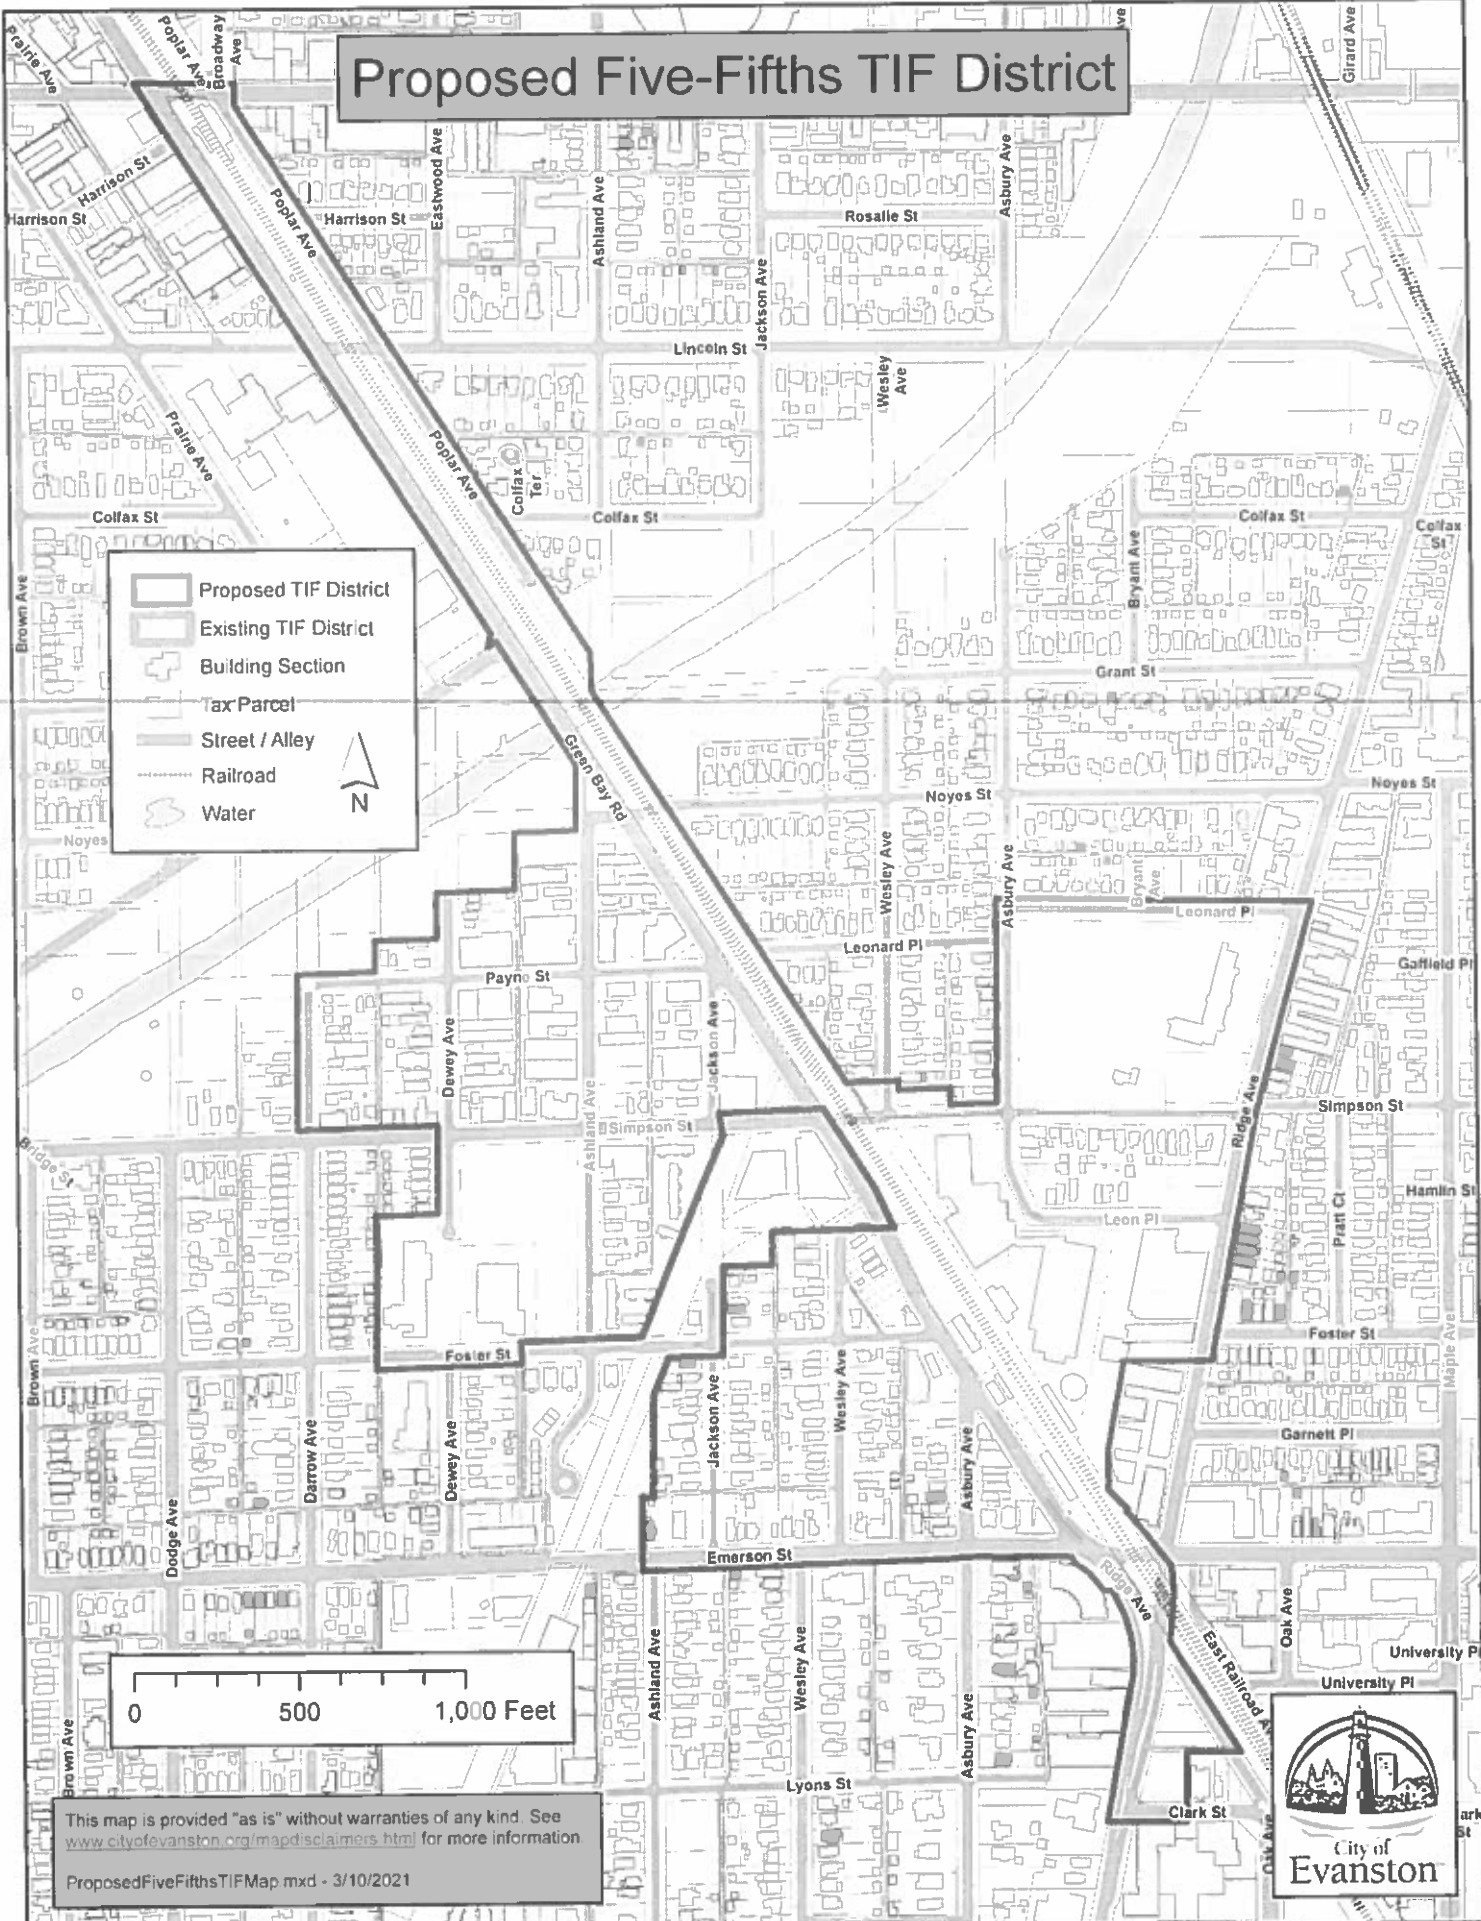 Proposed Five-Fifths TIF District
Prairie Ave
Poplar Ave
Broadway
Ave
Ave
Girard Ave
Harrison St
Harrison St
Harrison St
Poplar Ave
Eastwood Ave
Ashland Ave
Jackson Ave
Rosalie St
Asbury Ave
Lincoln St
Wesley
Ave
Prairie Ave
Poplar Ave
Colfax
Ter
Colfax St
Colfax St
Colfax St
Colfax
St
Bryant Ave
Brown Ave
Proposed TIF District
Existing TIF District
Building Section
Tax Parcel
Street / Alley
Railroad
Water
N
Grant St
Green Bay Rd
Noyes St
Noyes St
Noyes
Wesley Ave
Asbury Ave
Bryant
Ave
Leonard Pl
Leonard Pl
Gaffield Pl
Payne St
Dewey Ave
Jackson Ave
Ashland Ave
Simpson St
Simpson St
Ridge Ave
Bridge St
Hamlin St
Pratt Ct
Leon Pl
Foster St
Foster St
Maple Ave
Brown Ave
Jackson Ave
Wesley Ave
Garnett Pl
Darrow Ave
Dewey Ave
Asbury Ave
Dodge Ave
Emerson St
Ridge Ave
Oak Ave
East Railroad Av
University Pl
University Pl
0 500 1,000 Feet
Ashland Ave
Wesley Ave
Asbury Ave
Brown Ave
Lyons St
Clark St
Oak Ave
ark
St
This map is provided "as is" without warranties of any kind. See
www.cityofevanston.org/mapdisclaimers.html for more information.
ProposedFiveFifthsTIFMap.mxd - 3/10/2021
City of
Evanston